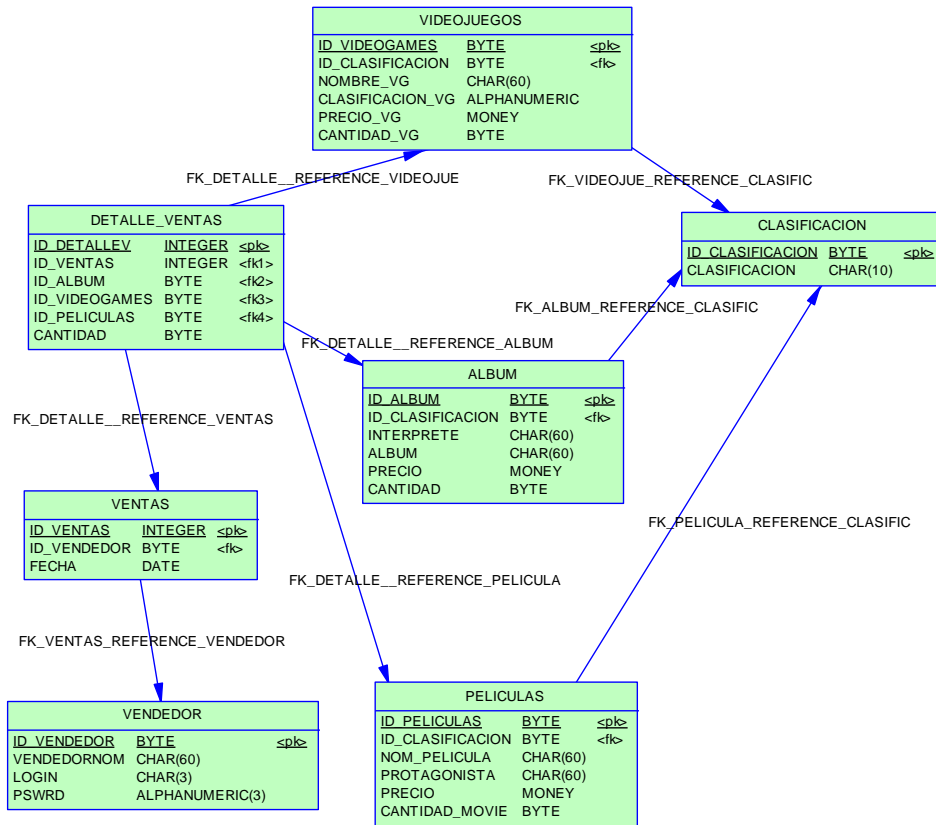 VIDEOJUEGOS
ID_VIDEOGAMES BYTE <pk>
ID_CLASIFICACION BYTE <fk>
NOMBRE_VG CHAR(60)
CLASIFICACION_VG ALPHANUMERIC
PRECIO_VG MONEY
CANTIDAD_VG BYTE
FK_DETALLE__REFERENCE_VIDEOJUE
FK_VIDEOJUE_REFERENCE_CLASIFIC
DETALLE_VENTAS
ID_DETALLEV INTEGER <pk>
ID_VENTAS INTEGER <fk1>
ID_ALBUM BYTE <fk2>
ID_VIDEOGAMES BYTE <fk3>
ID_PELICULAS BYTE <fk4>
CANTIDAD BYTE
CLASIFICACION
ID_CLASIFICACION BYTE <pk>
CLASIFICACION CHAR(10)
FK_ALBUM_REFERENCE_CLASIFIC
FK_DETALLE__REFERENCE_ALBUM
ALBUM
ID_ALBUM BYTE <pk>
ID_CLASIFICACION BYTE <fk>
INTERPRETE CHAR(60)
ALBUM CHAR(60)
PRECIO MONEY
CANTIDAD BYTE
FK_DETALLE__REFERENCE_VENTAS
VENTAS
ID_VENTAS INTEGER <pk>
ID_VENDEDOR BYTE <fk>
FECHA DATE
FK_PELICULA_REFERENCE_CLASIFIC
FK_DETALLE__REFERENCE_PELICULA
FK_VENTAS_REFERENCE_VENDEDOR
VENDEDOR
ID_VENDEDOR BYTE <pk>
VENDEDORNOM CHAR(60)
LOGIN CHAR(3)
PSWRD ALPHANUMERIC(3)
PELICULAS
ID_PELICULAS BYTE <pk>
ID_CLASIFICACION BYTE <fk>
NOM_PELICULA CHAR(60)
PROTAGONISTA CHAR(60)
PRECIO MONEY
CANTIDAD_MOVIE BYTE